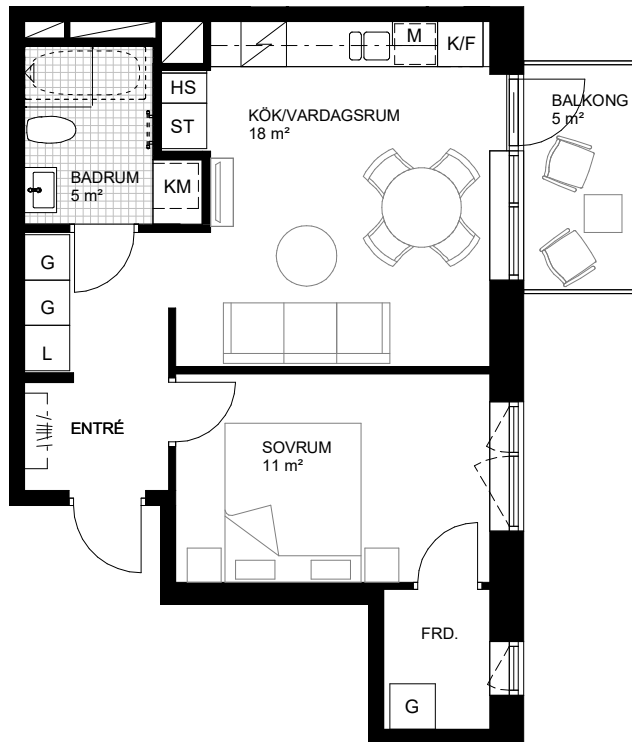 M
K/F
HS
ST
KÖK/VARDAGSRUM
18 m²
BALKONG
5 m²
BADRUM
5 m²
KM
G
G
L
ENTRÉ
SOVRUM
11 m²
FRD.
G